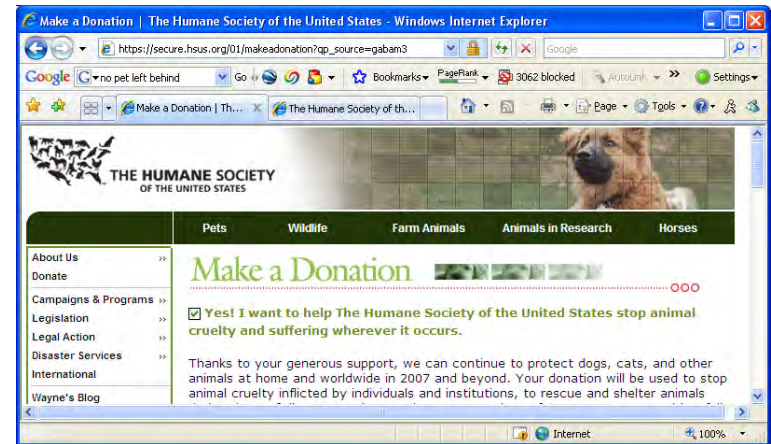 Make a Donation | The Humane Society of the United States - Windows Internet Explorer
https://secure.hsus.org/01/makeadonation?qp_source=gabam3
Google
Google G no pet left behind Go Bookmarks PageRank 3062 blocked AutoLink » Settings
Make a Donation | Th... X The Humane Society of th... Page Tools
THE HUMANE SOCIETY
OF THE UNITED STATES
Pets Wildlife Farm Animals Animals in Research Horses
About Us »
Donate
Campaigns & Programs »
Legislation »
Legal Action »
Disaster Services »
International
Wayne's Blog
Make a Donation
Yes! I want to help The Humane Society of the United States stop animal
cruelty and suffering wherever it occurs.
Thanks to your generous support, we can continue to protect dogs, cats, and other
animals at home and worldwide in 2007 and beyond. Your donation will be used to stop
animal cruelty inflicted by individuals and institutions, to rescue and shelter animals
Internet 100%